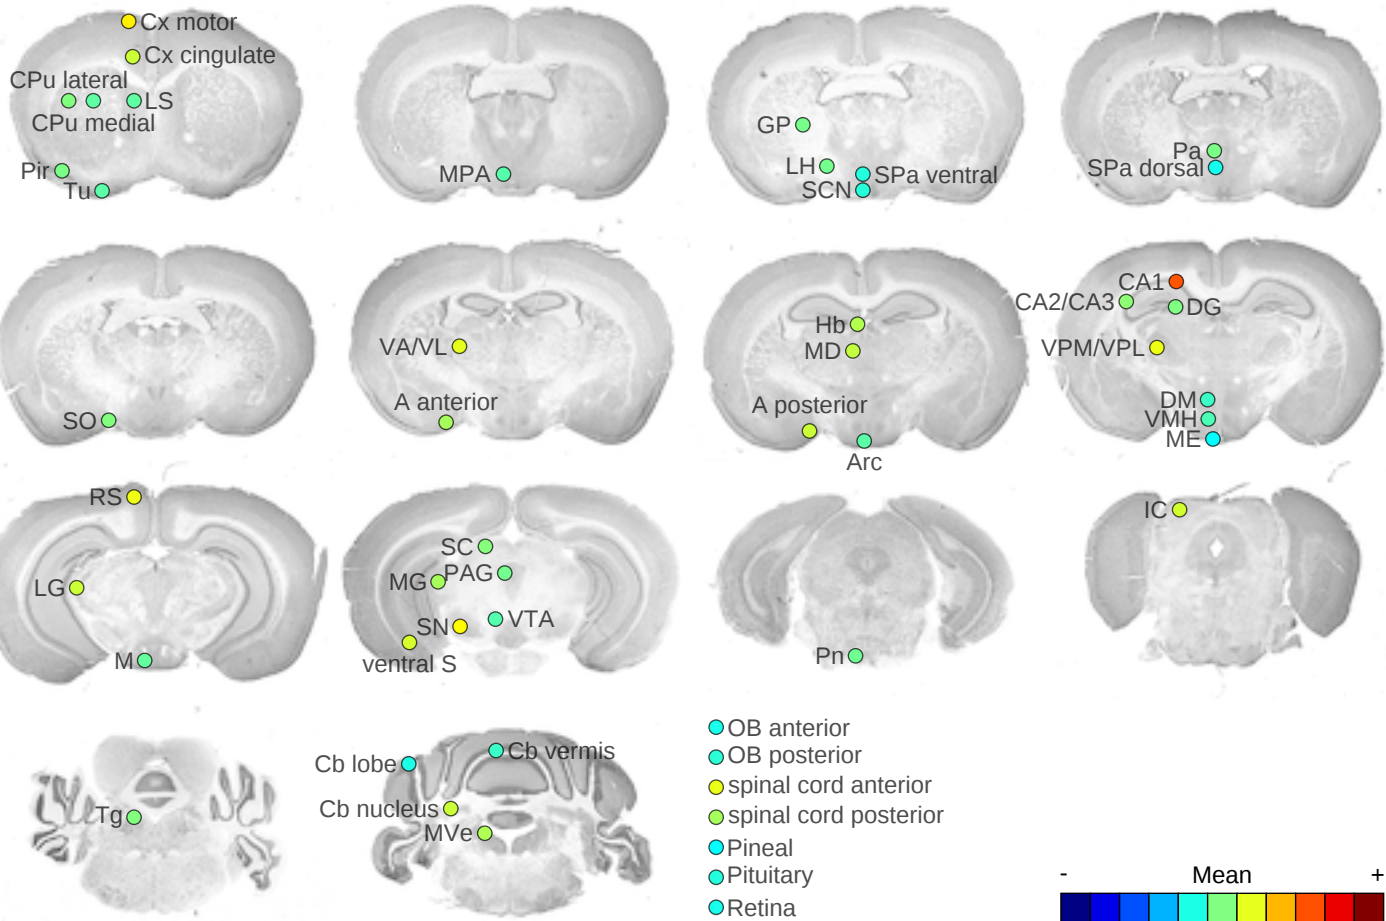 Cx motor
Cx cingulate
CPu lateral
LS
CPu medial
Pir
Tu
MPA
GP
LH
SPa ventral
SCN
Pa
SPa dorsal
SO
VA/VL
A anterior
Hb
MD
A posterior
Arc
CA1
CA2/CA3
DG
VPM/VPL
DM
VMH
ME
RS
LG
M
SC
PAG
MG
SN
VTA
ventral S
Pn
IC
Tg
Cb lobe
Cb vermis
Cb nucleus
MVe
OB anterior
OB posterior
spinal cord anterior
spinal cord posterior
Pineal
Pituitary
Retina
- Mean +